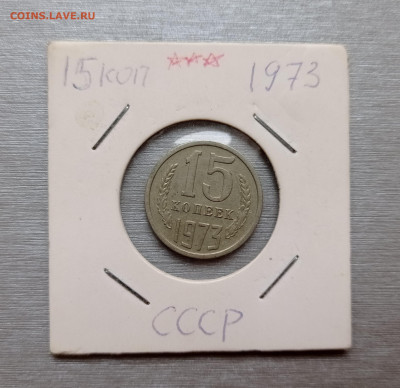 COINS.LAVE.RU
15коп *** 1973
15
КОПЕЕК
1973
СССР